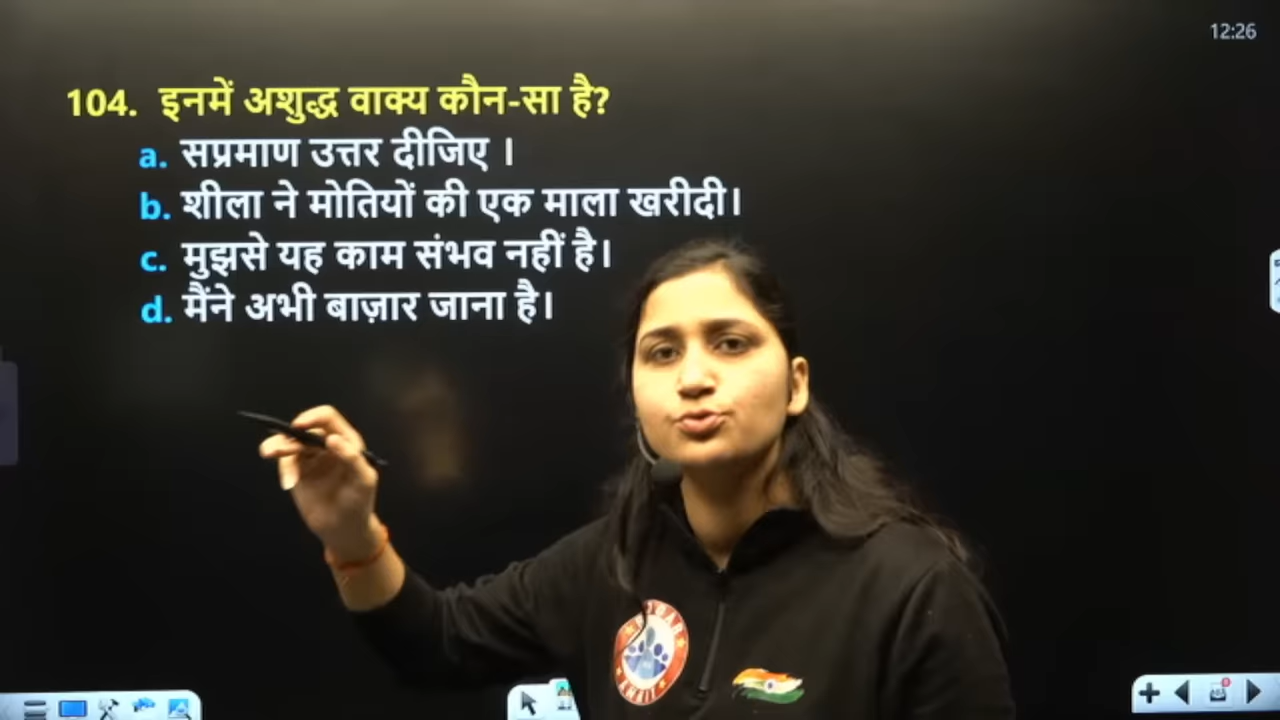 12:26
104. इनमें अशुद्ध वाक्य कौन-सा है?
a. सप्रमाण उत्तर दीजिए ।
b. शीला ने मोतियों की एक माला खरीदी।
c. मुझसे यह काम संभव नहीं है।
d. मैंने अभी बाज़ार जाना है।